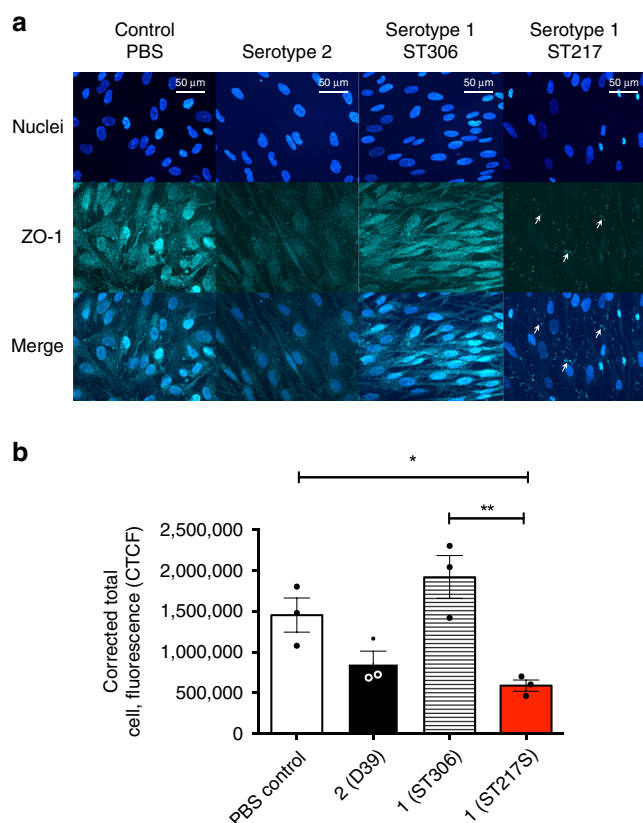 a
Control PBS
Serotype 2
Serotype 1 ST306
Serotype 1 ST217
50 µm
50 µm
50 µm
50 µm
Nuclei
ZO-1
Merge
b
*
**
Corrected total
cell, fluorescence (CTCF)
2,500,000
2,000,000
1,500,000
1,000,000
500,000
0
PBS control
2 (D39)
1 (ST306)
1 (ST217S)